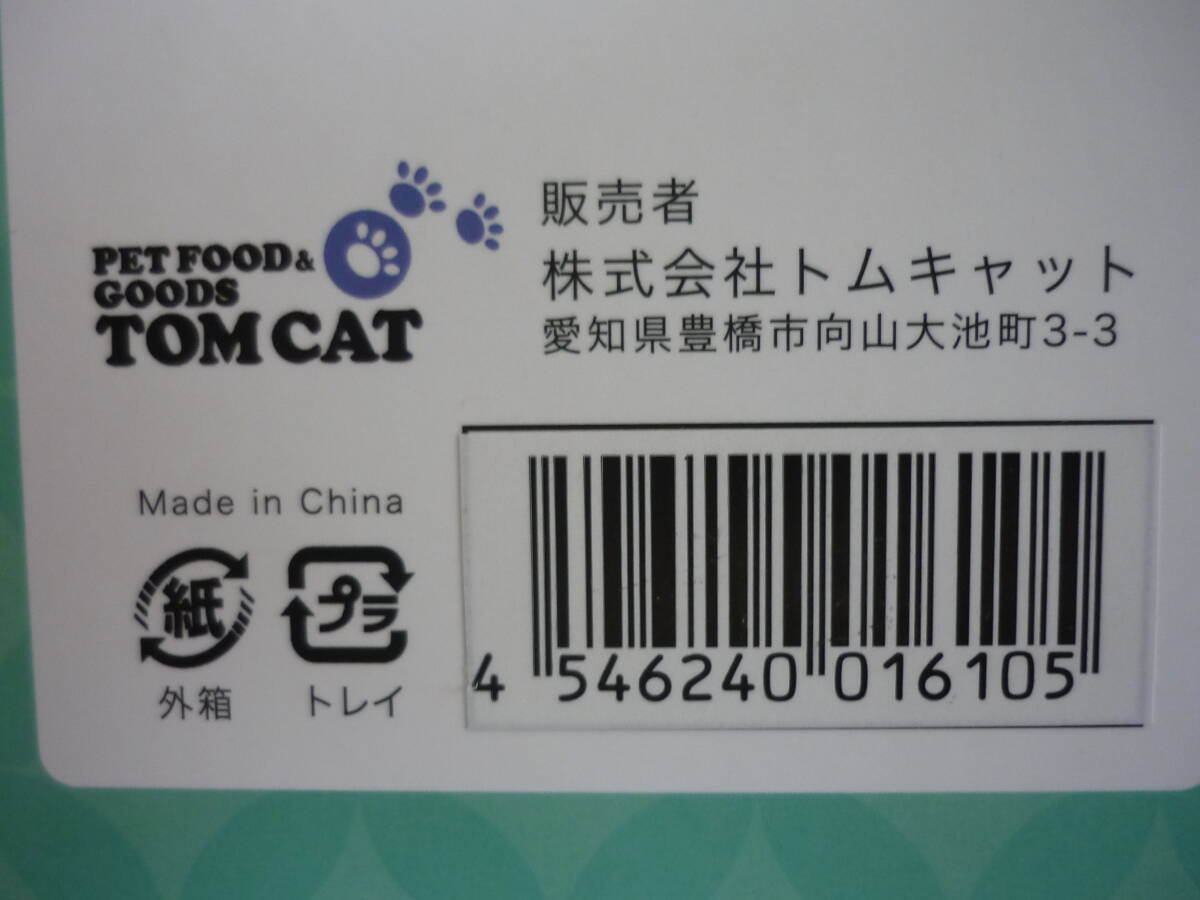 PET FOOD &
GOODS
TOM CAT
販売者
株式会社トムキャット
愛知県豊橋市向山大池町3-3
Made in China
紙
外箱
プラ
トレイ
4 546240 016105